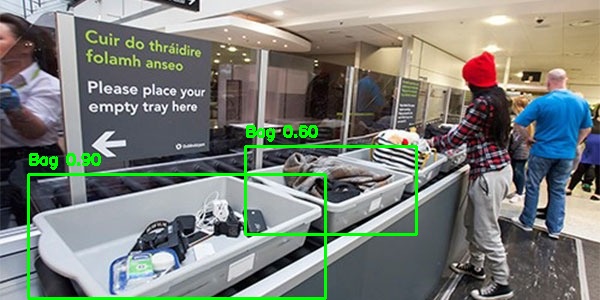 Cuir do thráidire
folamh anseo
Please place your
empty tray here
Bag 0.90
Bag 0.60